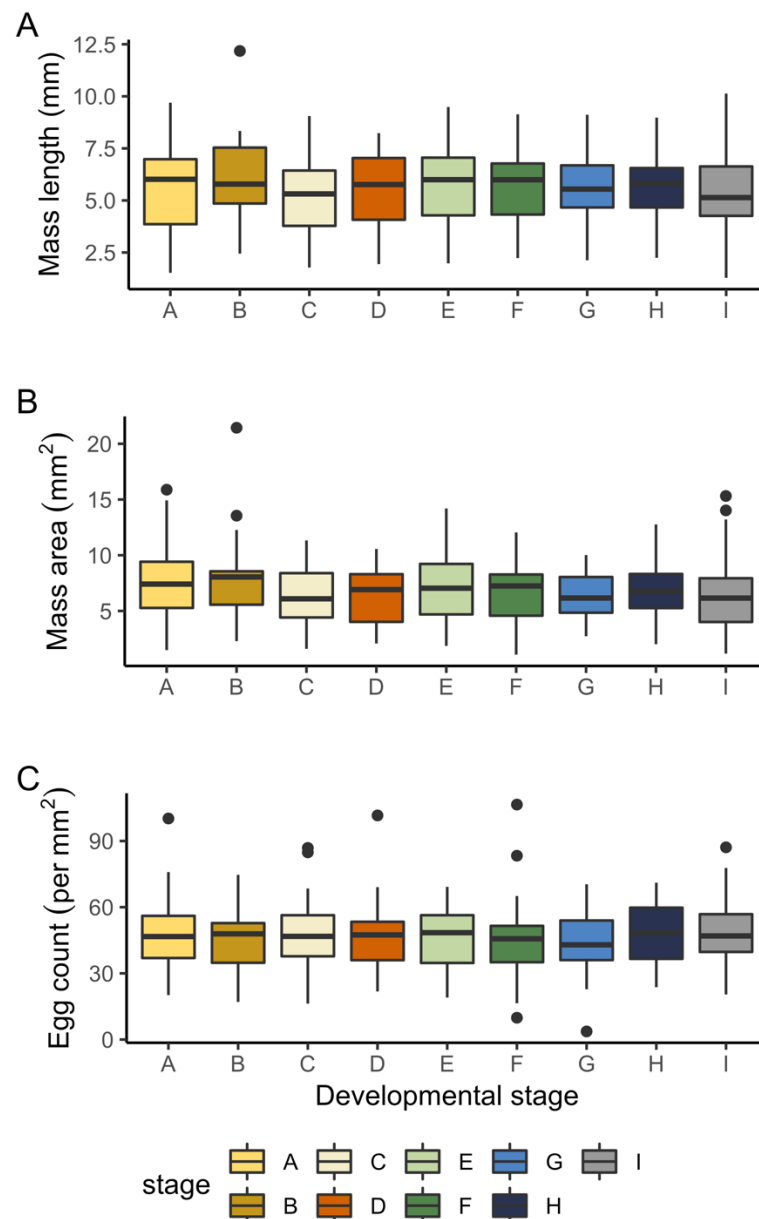 A
Mass length (mm)
12.5
10.0
7.5
5.0
2.5
A B C D E F G H I
B
Mass area (mm²)
20
15
10
5
A B C D E F G H I
C
Egg count (per mm²)
90
60
30
0
A B C D E F G H I
Developmental stage
stage
A C E G I
B D F H